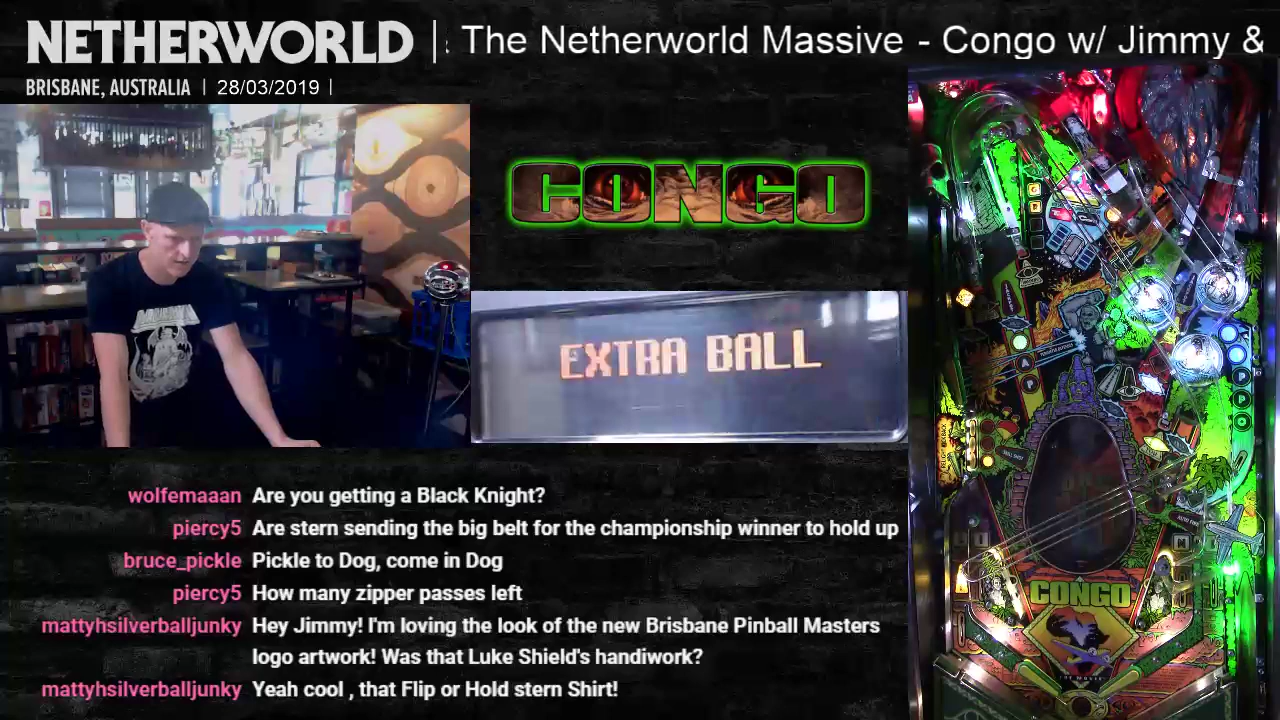 NETHERWORLD
The Netherworld Massive - Congo w/ Jimmy &
BRISBANE, AUSTRALIA | 28/03/2019 |
CONGO
EXTRA BALL
wolfemaaan Are you getting a Black Knight?
piercy5 Are stern sending the big belt for the championship winner to hold up
bruce_pickle Pickle to Dog, come in Dog
piercy5 How many zipper passes left
mattyhsilverballjunky Hey Jimmy! I'm loving the look of the new Brisbane Pinball Masters
logo artwork! Was that Luke Shield's handiwork?
mattyhsilverballjunky Yeah cool , that Flip or Hold stern Shirt!
CONGO